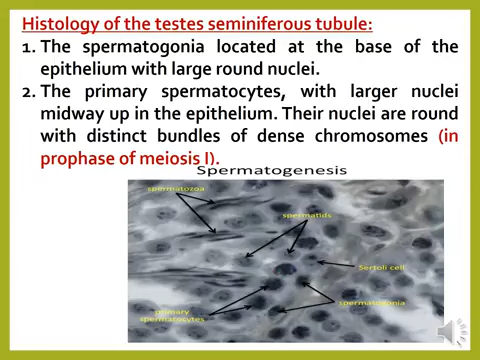 Histology of the testes seminiferous tubule:
1. The spermatogonia located at the base of the
epithelium with large round nuclei.
2. The primary spermatocytes, with larger nuclei
midway up in the epithelium. Their nuclei are round
with distinct bundles of dense chromosomes (in
prophase of meiosis I).
Spermatogenesis
spermatozoa
spermatids
Sertoli cell
spermatogonia
primary
spermatocytes